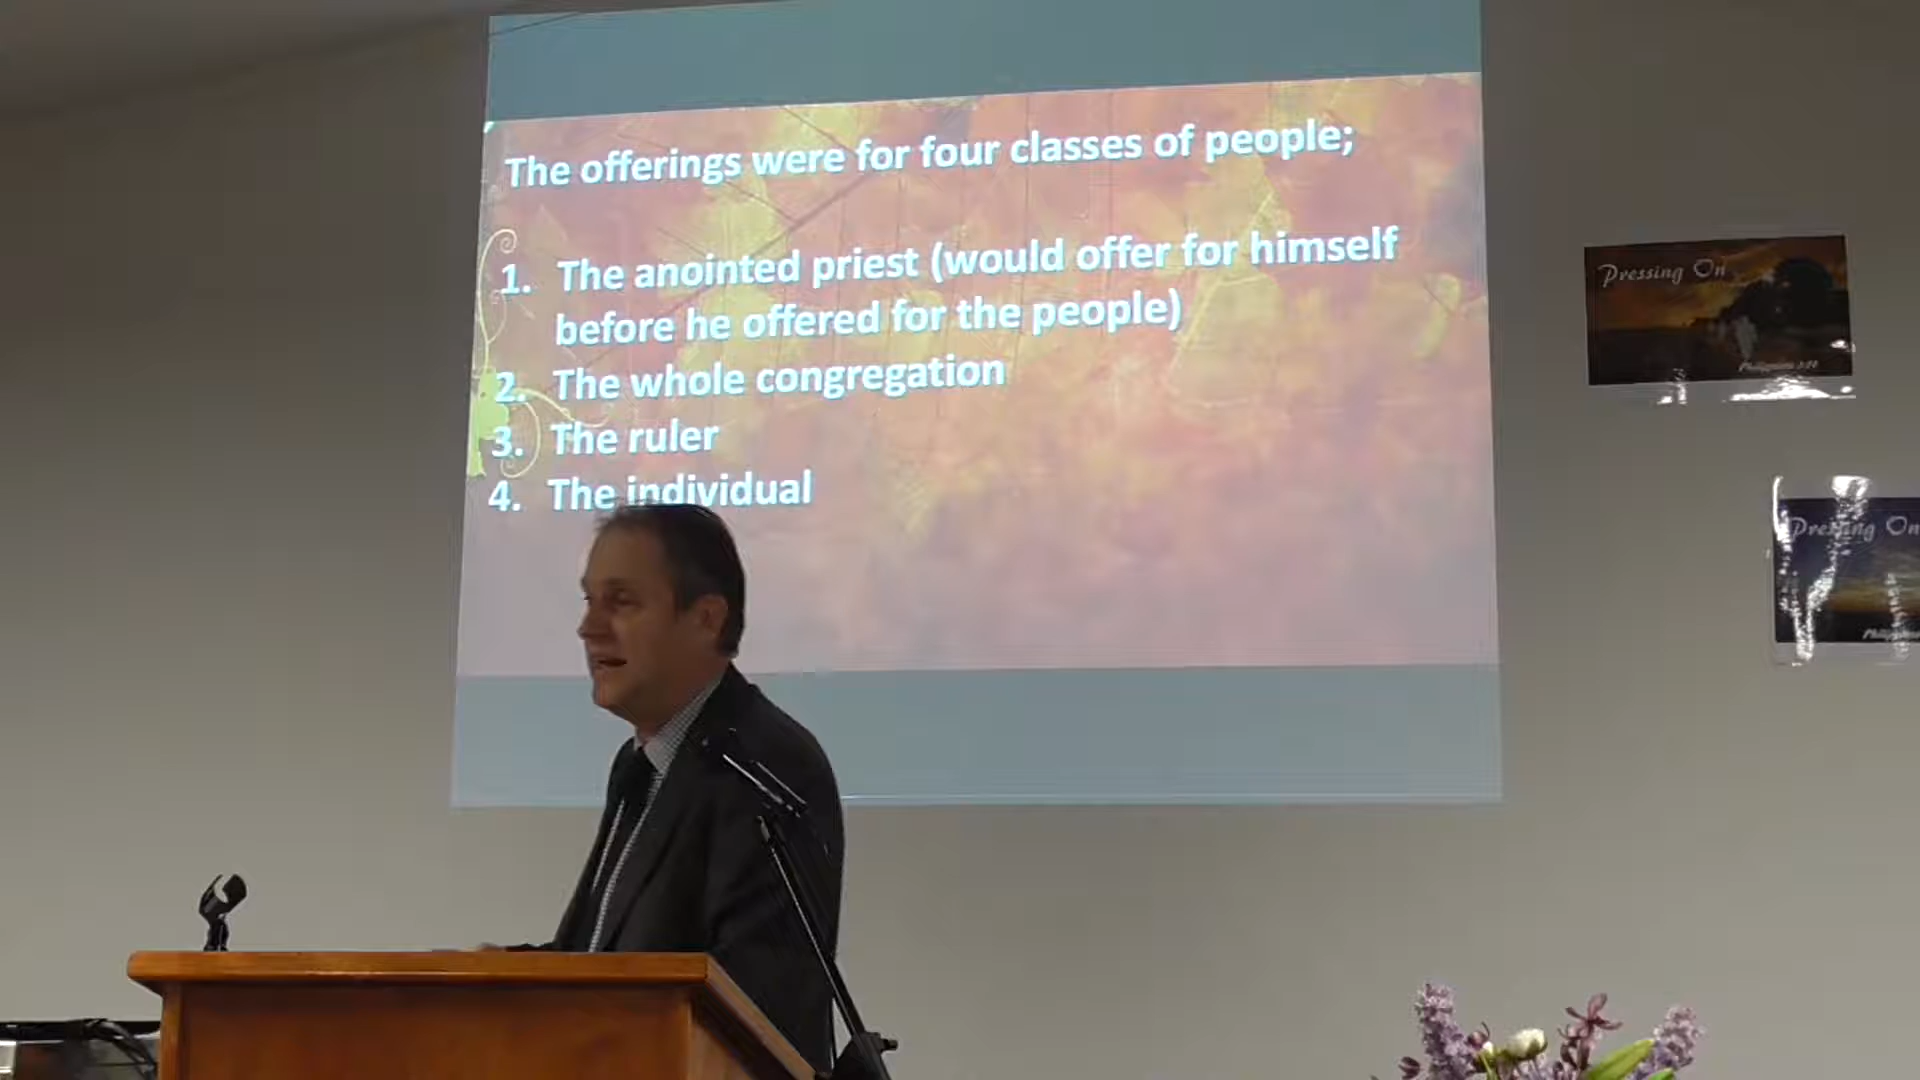 The offerings were for four classes of people;
1. The anointed priest (would offer for himself
before he offered for the people)
2. The whole congregation
3. The ruler
4. The individual
Pressing On
Pressing On